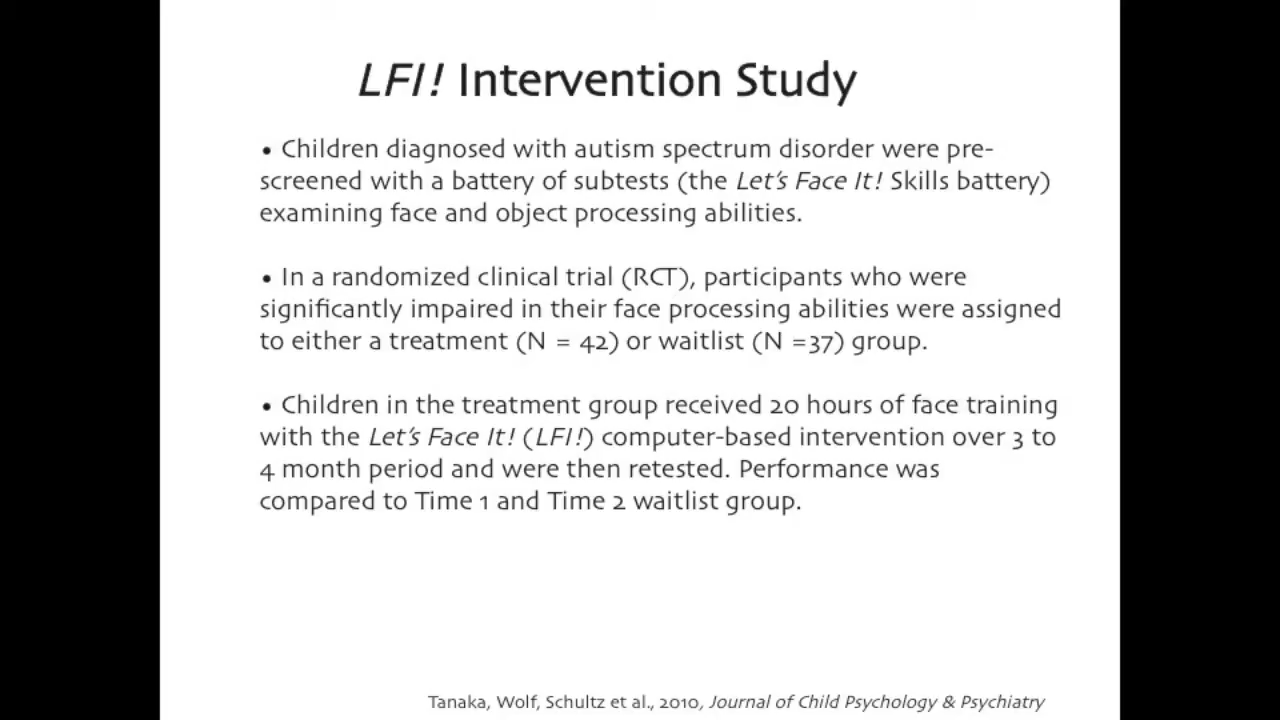 LFI! Intervention Study
• Children diagnosed with autism spectrum disorder were pre-
screened with a battery of subtests (the Let's Face It! Skills battery)
examining face and object processing abilities.
• In a randomized clinical trial (RCT), participants who were
significantly impaired in their face processing abilities were assigned
to either a treatment (N = 42) or waitlist (N =37) group.
• Children in the treatment group received 20 hours of face training
with the Let's Face It! (LFI!) computer-based intervention over 3 to
4 month period and were then retested. Performance was
compared to Time 1 and Time 2 waitlist group.
Tanaka, Wolf, Schultz et al., 2010, Journal of Child Psychology & Psychiatry